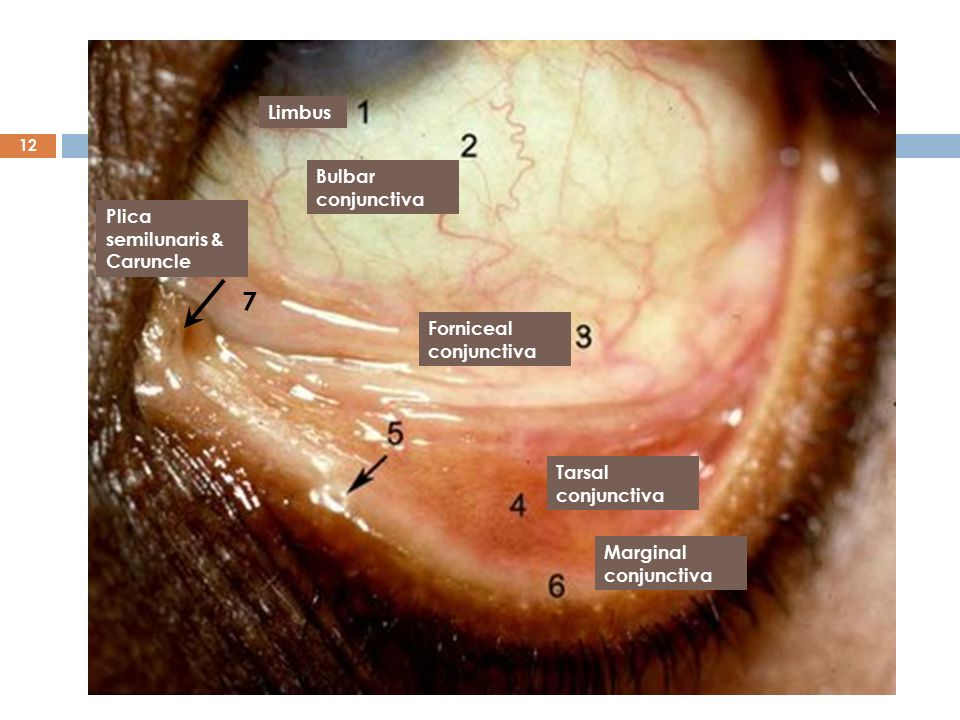 Limbus
1
12
2
Bulbar
conjunctiva
Plica
semilunaris &
Caruncle
7
Forniceal
conjunctiva
3
5
Tarsal
conjunctiva
4
Marginal
conjunctiva
6